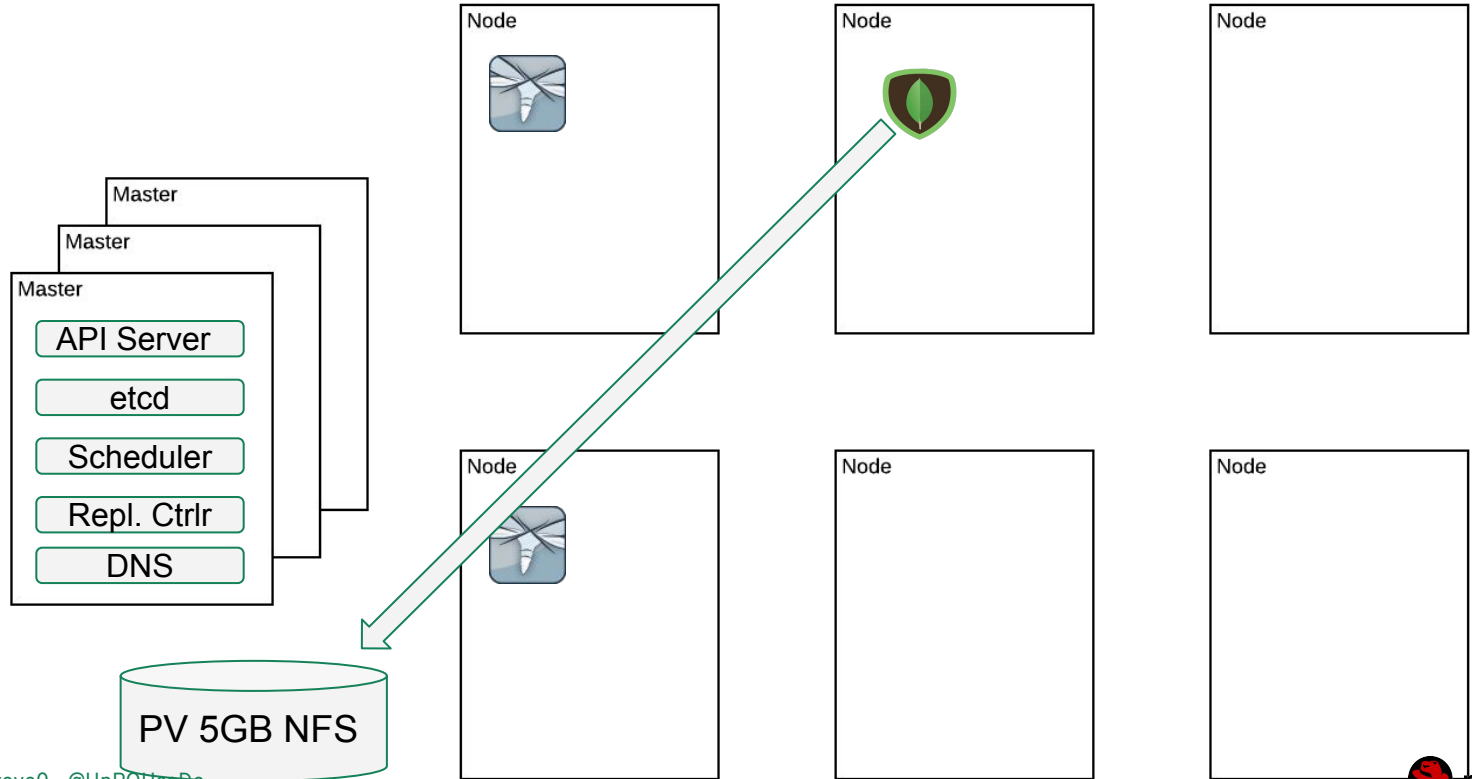 Node
Node
Node
Master
Master
Master
API Server
etcd
Scheduler
Repl. Ctrlr
DNS
Node
Node
Node
PV 5GB NFS